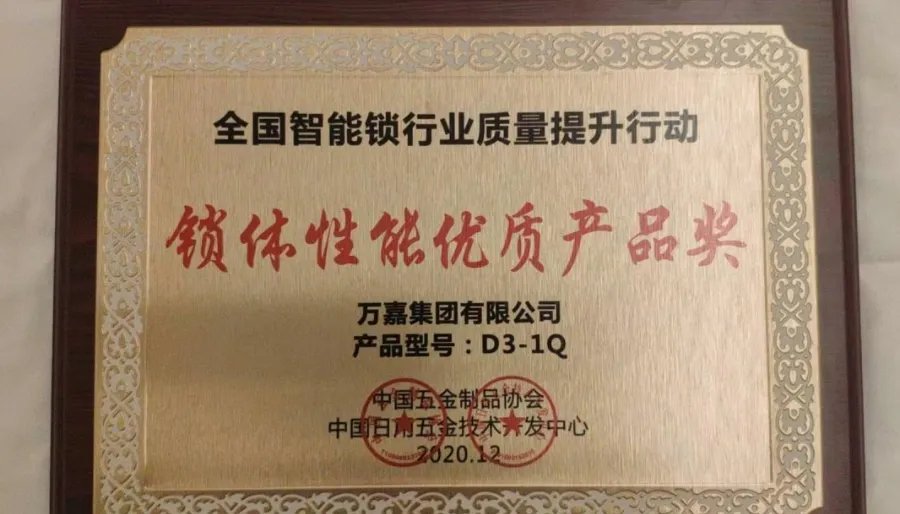 全国智能锁行业质量提升行动
锁体性能优质产品奖
万嘉集团有限公司
产品型号：D3-1Q
中国五金制品协会
中国日用五金技术开发中心
2020.12